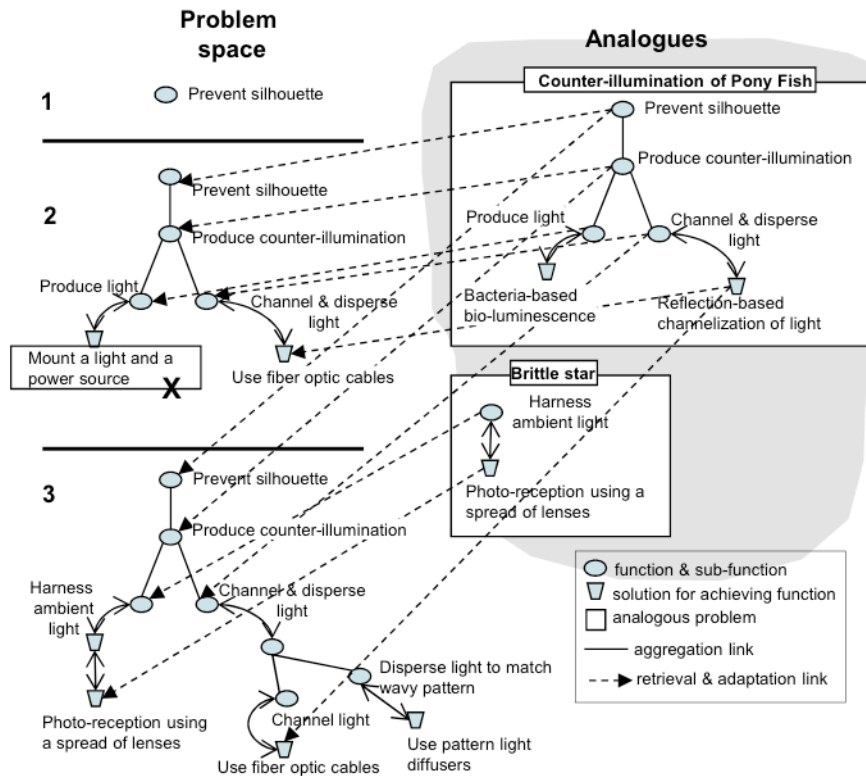 Problem
space
Analogues
1
Prevent silhouette
Counter-illumination of Pony Fish
Prevent silhouette
Produce counter-illumination
Produce light
Channel & disperse
light
Bacteria-based
bio-luminescence
Reflection-based
channelization of light
2
Prevent silhouette
Produce counter-illumination
Produce light
Channel & disperse
light
Mount a light and a
power source
X
Use fiber optic cables
Brittle star
Harness
ambient light
Photo-reception using a
spread of lenses
3
Prevent silhouette
Produce counter-illumination
Harness
ambient
light
Channel & disperse
light
Disperse light to match
wavy pattern
Photo-reception using
a spread of lenses
Channel light
Use fiber optic cables
Use pattern light
diffusers
function & sub-function
solution for achieving function
analogous problem
aggregation link
retrieval & adaptation link